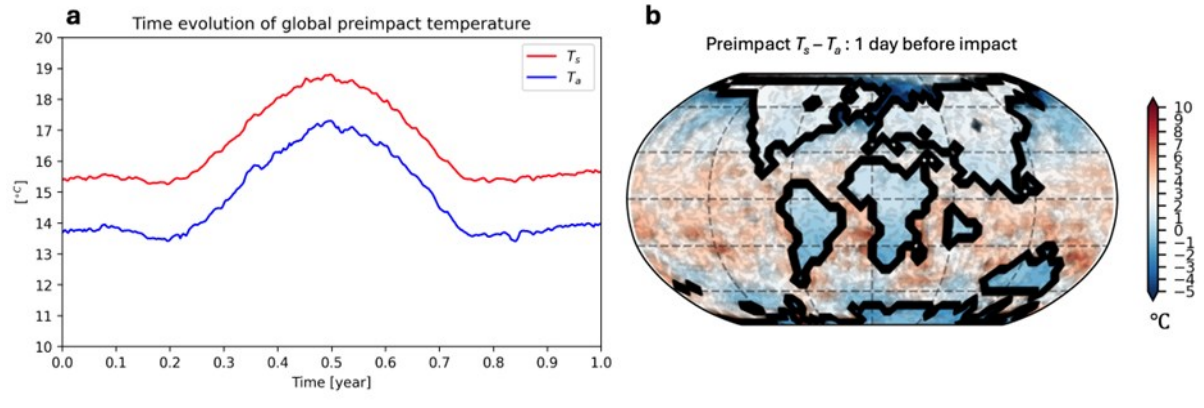 a
Time evolution of global preimpact temperature
20
19
18
17
16
15
14
13
12
11
10
[°C]
0.0 0.1 0.2 0.3 0.4 0.5 0.6 0.7 0.8 0.9 1.0
Time [year]
Ts
Ta
b
Preimpact Ts – Ta : 1 day before impact
10
9
8
7
6
5
4
3
2
1
0
−1
−2
−3
−4
−5
°C